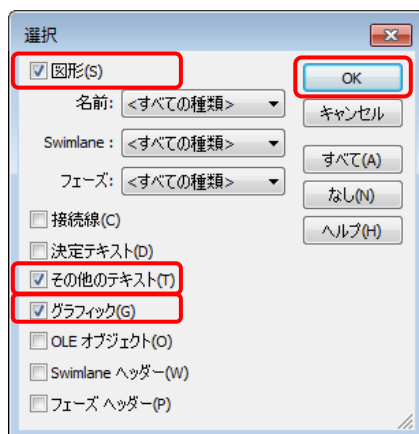 選択
図形(S)
OK
名前: <すべての種類>
キャンセル
Swimlane : <すべての種類>
すべて(A)
フェーズ: <すべての種類>
なし(N)
接続線(C)
ヘルプ(H)
決定テキスト(D)
その他のテキスト(T)
グラフィック(G)
OLE オブジェクト(O)
Swimlane ヘッダー(W)
フェーズ ヘッダー(P)